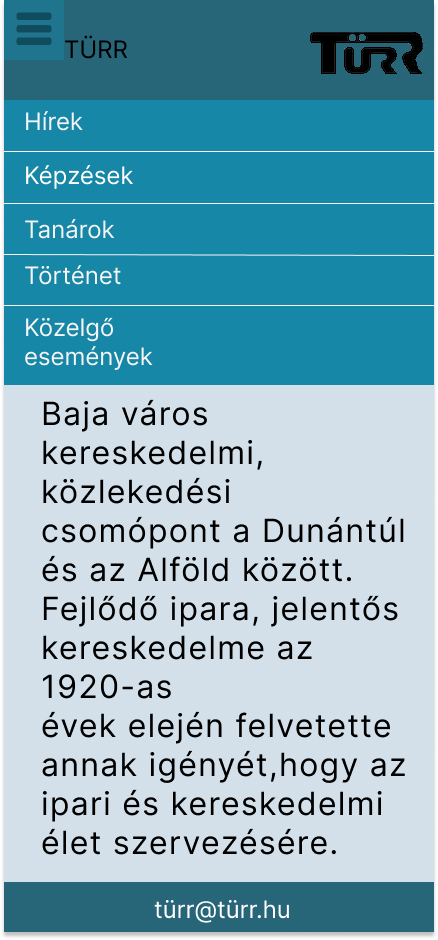 TÜRR
TÜRR
Hírek
Képzések
Tanárok
Történet
Közelgő
események
Baja város
kereskedelmi,
közlekedési
csomópont a Dunántúl
és az Alföld között.
Fejlődő ipara, jelentős
kereskedelme az
1920-as
évek elején felvetette
annak igényét,hogy az
ipari és kereskedelmi
élet szervezésére.
türr@türr.hu